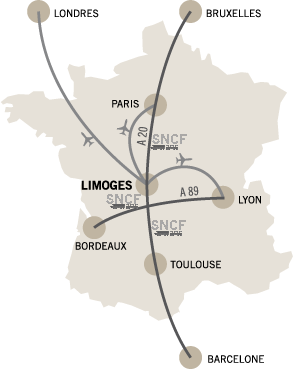 LONDRES
BRUXELLES
PARIS
A 20
SNCF
LIMOGES
A 89
SNCF
LYON
SNCF
BORDEAUX
TOULOUSE
BARCELONE